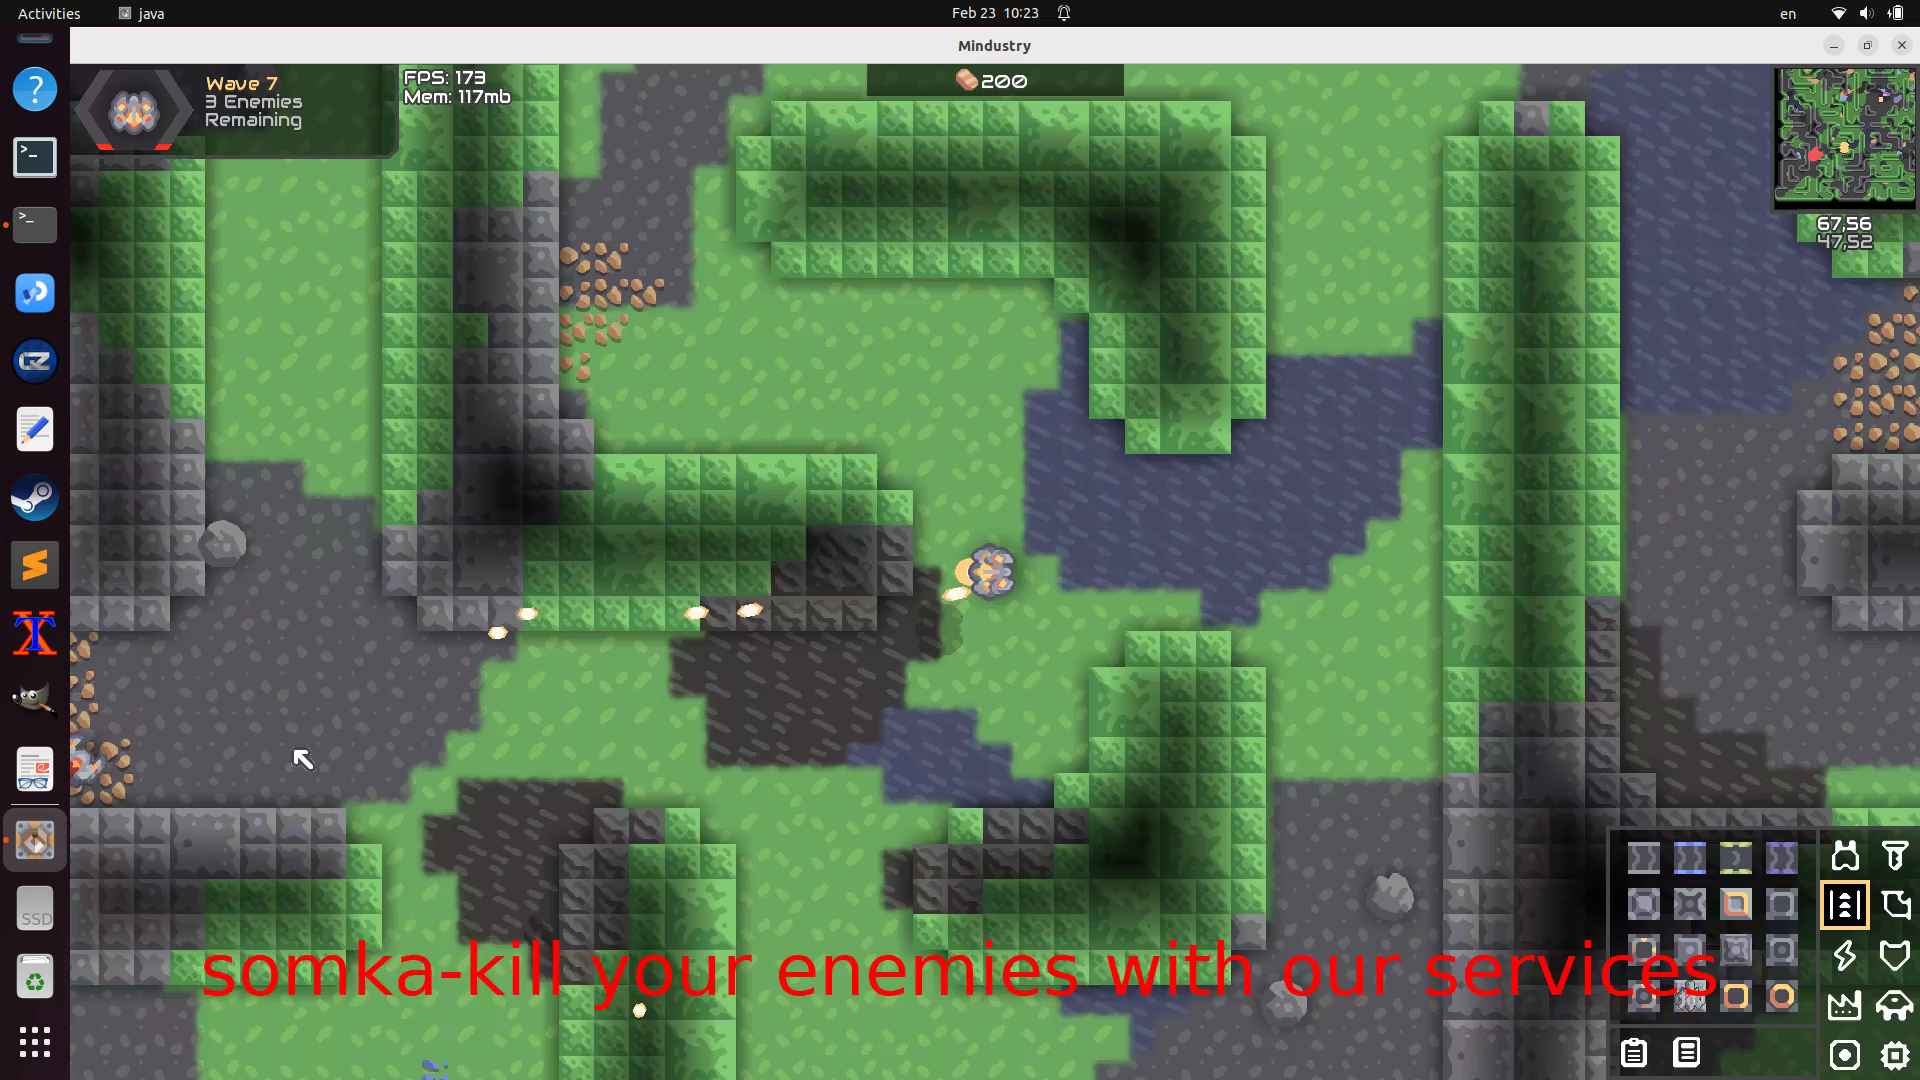 Activities
java
Feb 23 10:23
en
Mindustry
Wave 7
3 Enemies
Remaining
FPS: 173
Mem: 117mb
200
67,56
47,52
SSD
somka-kill your enemies with our services